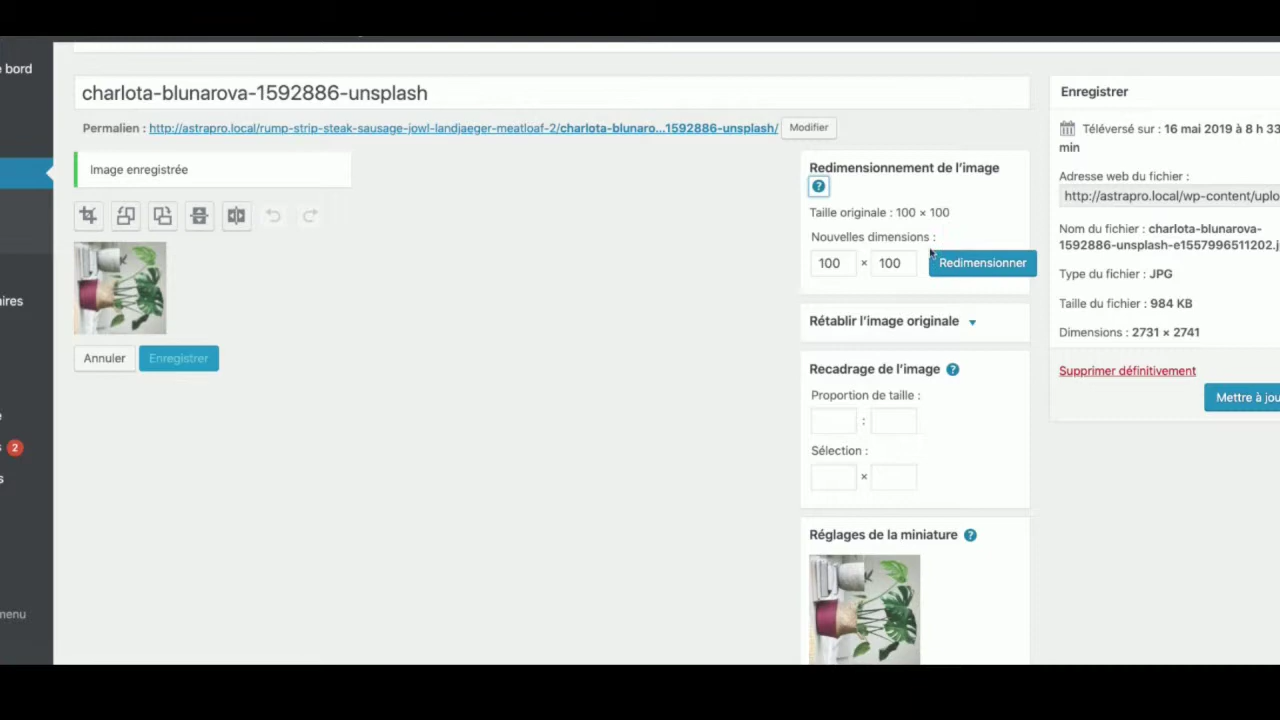 bord
aires
2
menu
charlota-blunarova-1592886-unsplash
Permalien : http://astrapro.local/rump-strip-steak-sausage-jowl-landjaeger-meatloaf-2/charlota-blunaro...1592886-unsplash/ Modifier
Image enregistrée
Annuler Enregistrer
Redimensionnement de l'image
?
Taille originale : 100 × 100
Nouvelles dimensions :
100 × 100 Redimensionner
Rétablir l'image originale
Recadrage de l'image ?
Proportion de taille :
:
Sélection :
×
Réglages de la miniature ?
Enregistrer
Téléversé sur : 16 mai 2019 à 8 h 33
min
Adresse web du fichier :
http://astrapro.local/wp-content/uplo
Nom du fichier : charlota-blunarova-
1592886-unsplash-e1557996511202.j
Type du fichier : JPG
Taille du fichier : 984 KB
Dimensions : 2731 × 2741
Supprimer définitivement
Mettre à jou